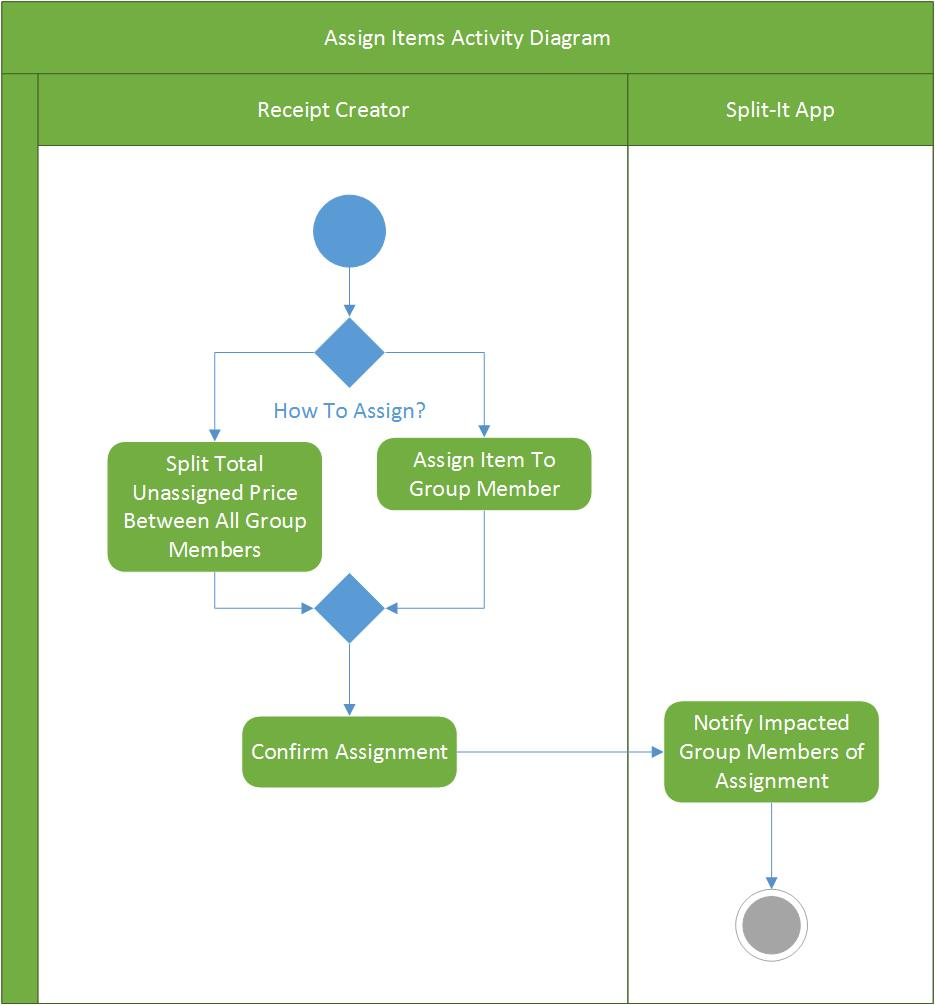 Assign Items Activity Diagram
Receipt Creator
Split-It App
How To Assign?
Split Total
Unassigned Price
Between All Group
Members
Assign Item To
Group Member
Confirm Assignment
Notify Impacted
Group Members of
Assignment